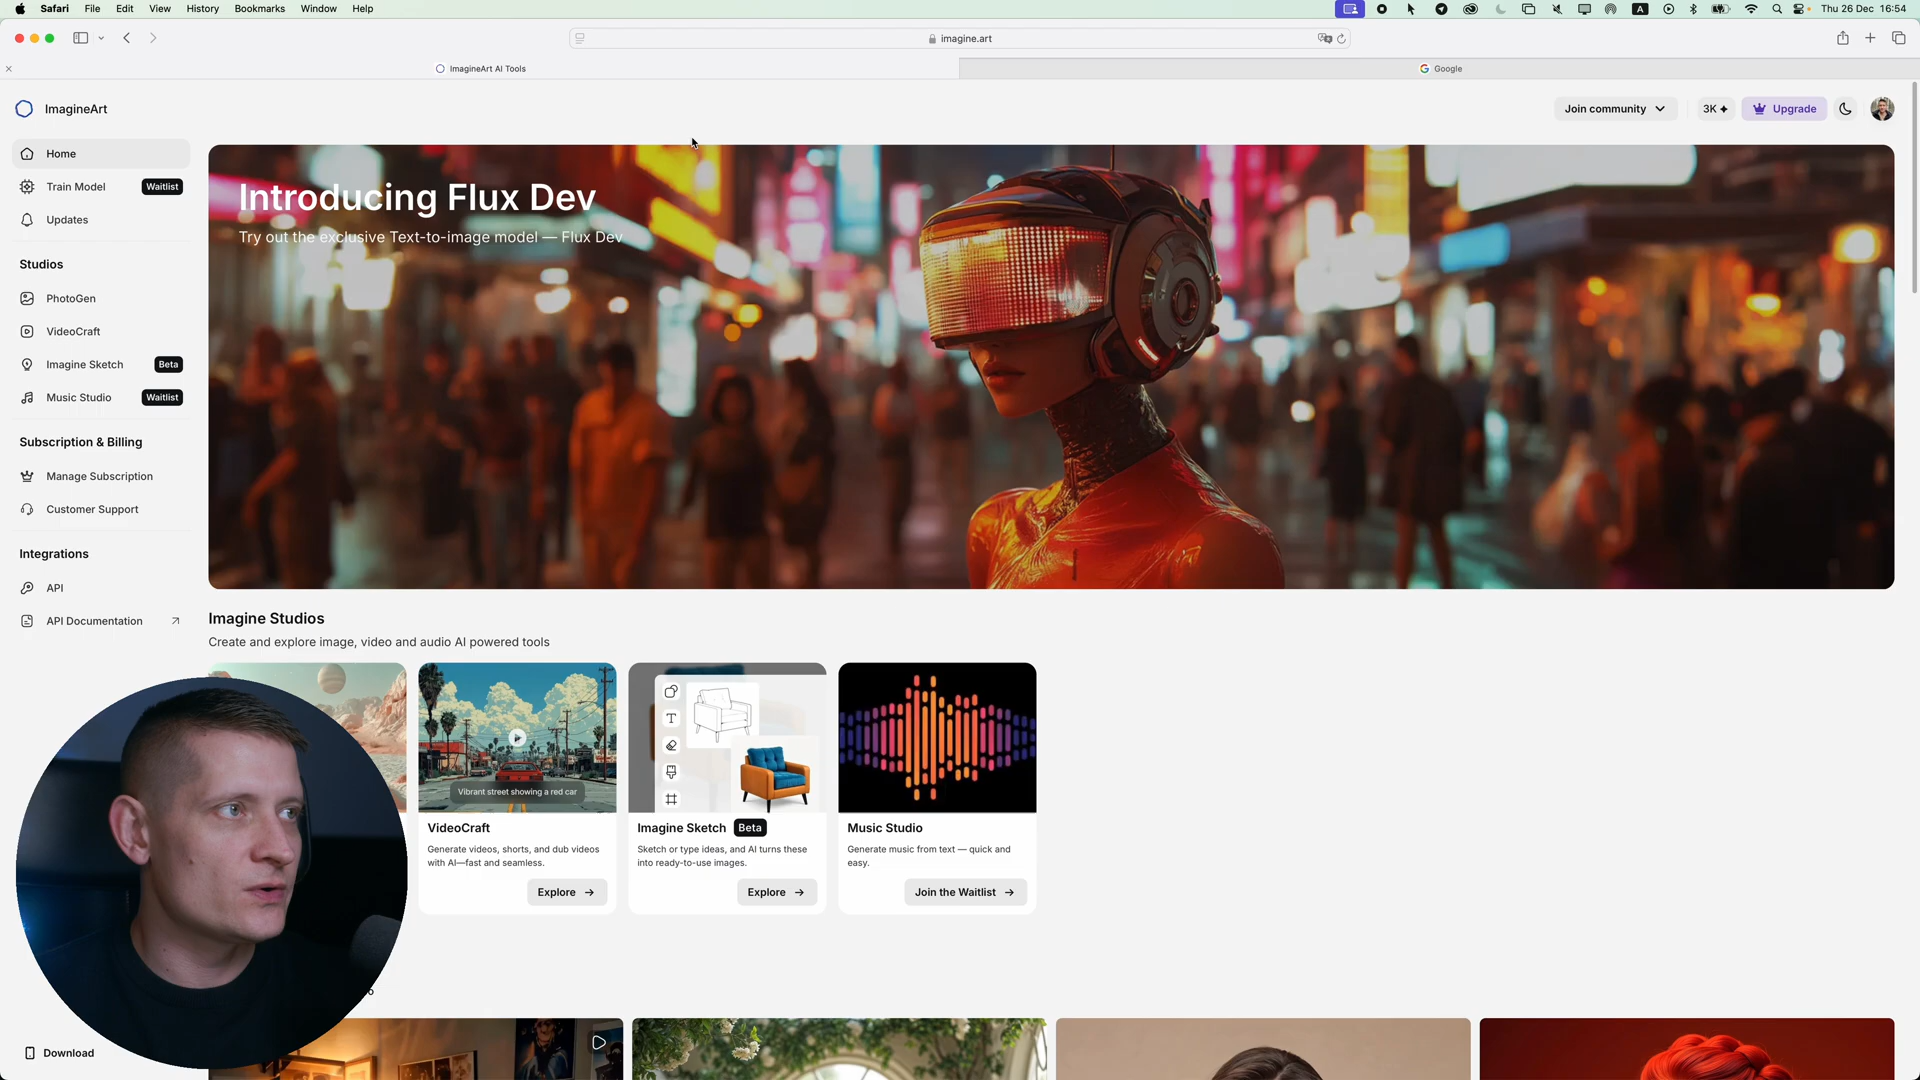 Safari File Edit View History Bookmarks Window Help
A
Thu 26 Dec 16:54
imagine.art
ImagineArt AI Tools
Google
ImagineArt
Join community
3K
Upgrade
Home
Train Model Waitlist
Updates
Studios
PhotoGen
VideoCraft
Imagine Sketch Beta
Music Studio Waitlist
Subscription & Billing
Manage Subscription
Customer Support
Integrations
API
API Documentation
Download
Introducing Flux Dev
Try out the exclusive Text-to-image model — Flux Dev
Imagine Studios
Create and explore image, video and audio AI powered tools
Vibrant street showing a red car
VideoCraft
Generate videos, shorts, and dub videos
with AI—fast and seamless.
Explore
T
Imagine Sketch Beta
Sketch or type ideas, and AI turns these
into ready-to-use images.
Explore
Music Studio
Generate music from text — quick and
easy.
Join the Waitlist